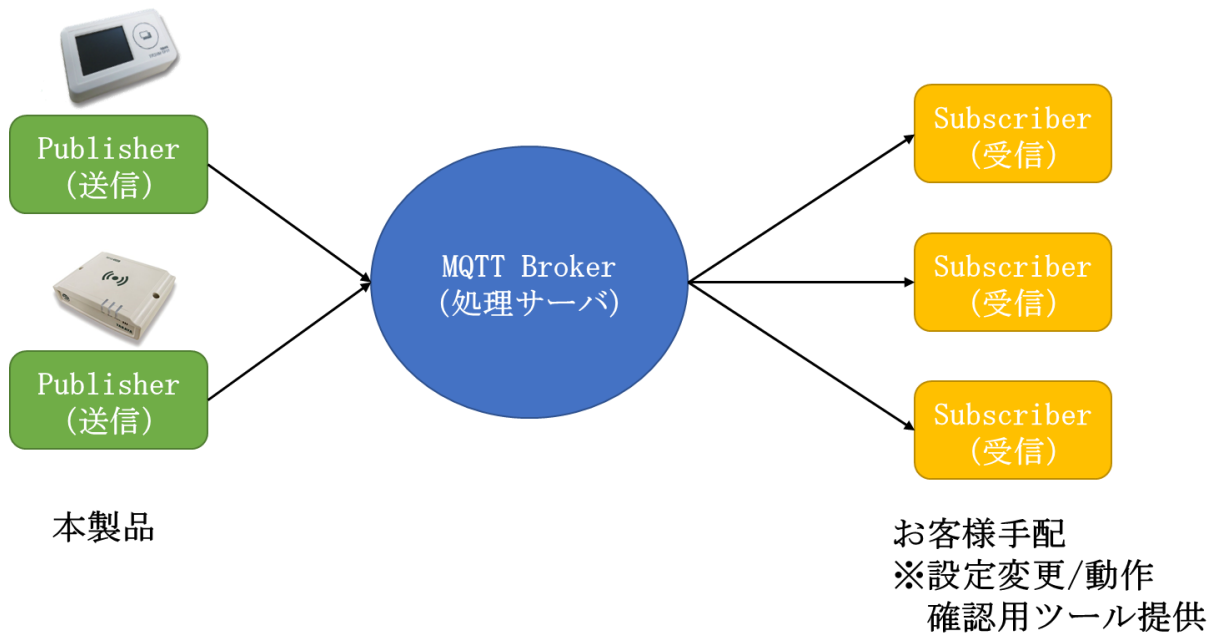 Publisher
(送信)
Publisher
(送信)
本製品
MQTT Broker
(処理サーバ)
Subscriber
(受信)
Subscriber
(受信)
Subscriber
(受信)
お客様手配
※設定変更/動作
確認用ツール提供